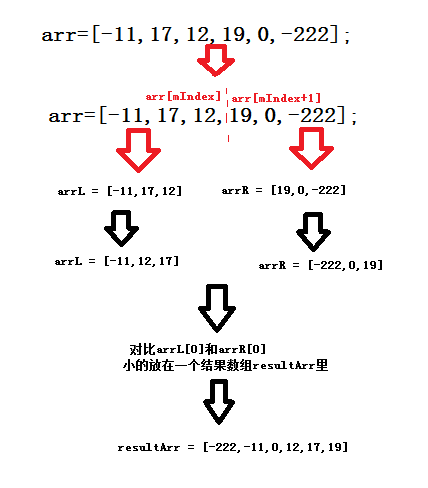 arr=[-11,17,12,19,0,-222];
arr[mIndex] arr[mIndex+1]
arr=[-11,17,12,19,0,-222];
arrL = [-11,17,12] arrR = [19,0,-222]
arrL = [-11,12,17] arrR = [-222,0,19]
对比arrL[0]和arrR[0]
小的放在一个结果数组resultArr里
resultArr = [-222,-11,0,12,17,19]